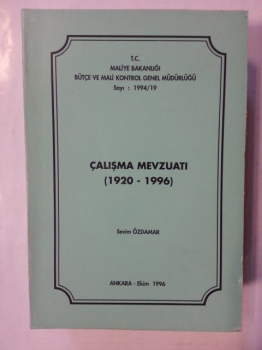 T.C.
MALİYE BAKANLIĞI
BÜTÇE VE MALİ KONTROL GENEL MÜDÜRLÜĞÜ
Sayı : 1994/19
ÇALIŞMA MEVZUATI
(1920 - 1996)
Sevim ÖZDAMAR
ANKARA - Ekim 1996